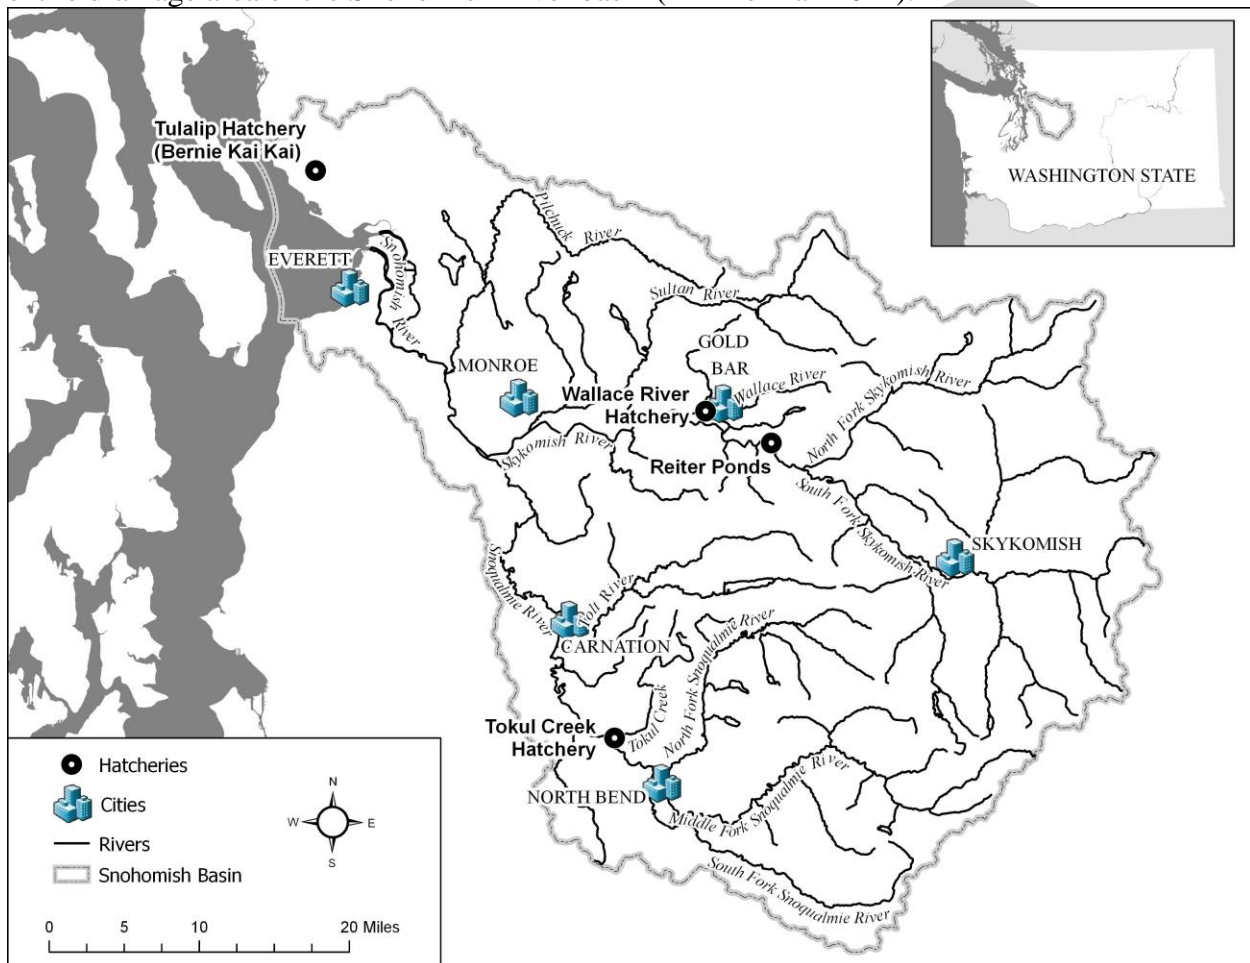 WASHINGTON STATE
Tulalip Hatchery
(Bernie Kai Kai)
EVERETT
Snohomish
River
Pilchuck River
Sultan River
GOLD
BAR
MONROE
Wallace River
Hatchery
Wallace River
North Fork Skykomish River
Skykomish River
Reiter Ponds
South Fork Skykomish River
SKYKOMISH
Snoqualmie River
Tolt River
CARNATION
North Fork Snoqualmie River
Tokul Creek
Tokul Creek
Hatchery
NORTH BEND
Middle Fork Snoqualmie River
South Fork Snoqualmie River
Hatcheries
Cities
Rivers
Snohomish Basin
N
W E
S
0 5 10 20 Miles